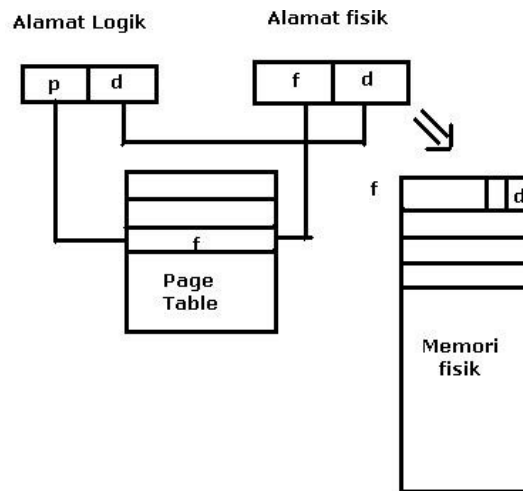 Alamat Logik
Alamat fisik
p d
f d
f
Page
Table
f
d
Memori
fisik